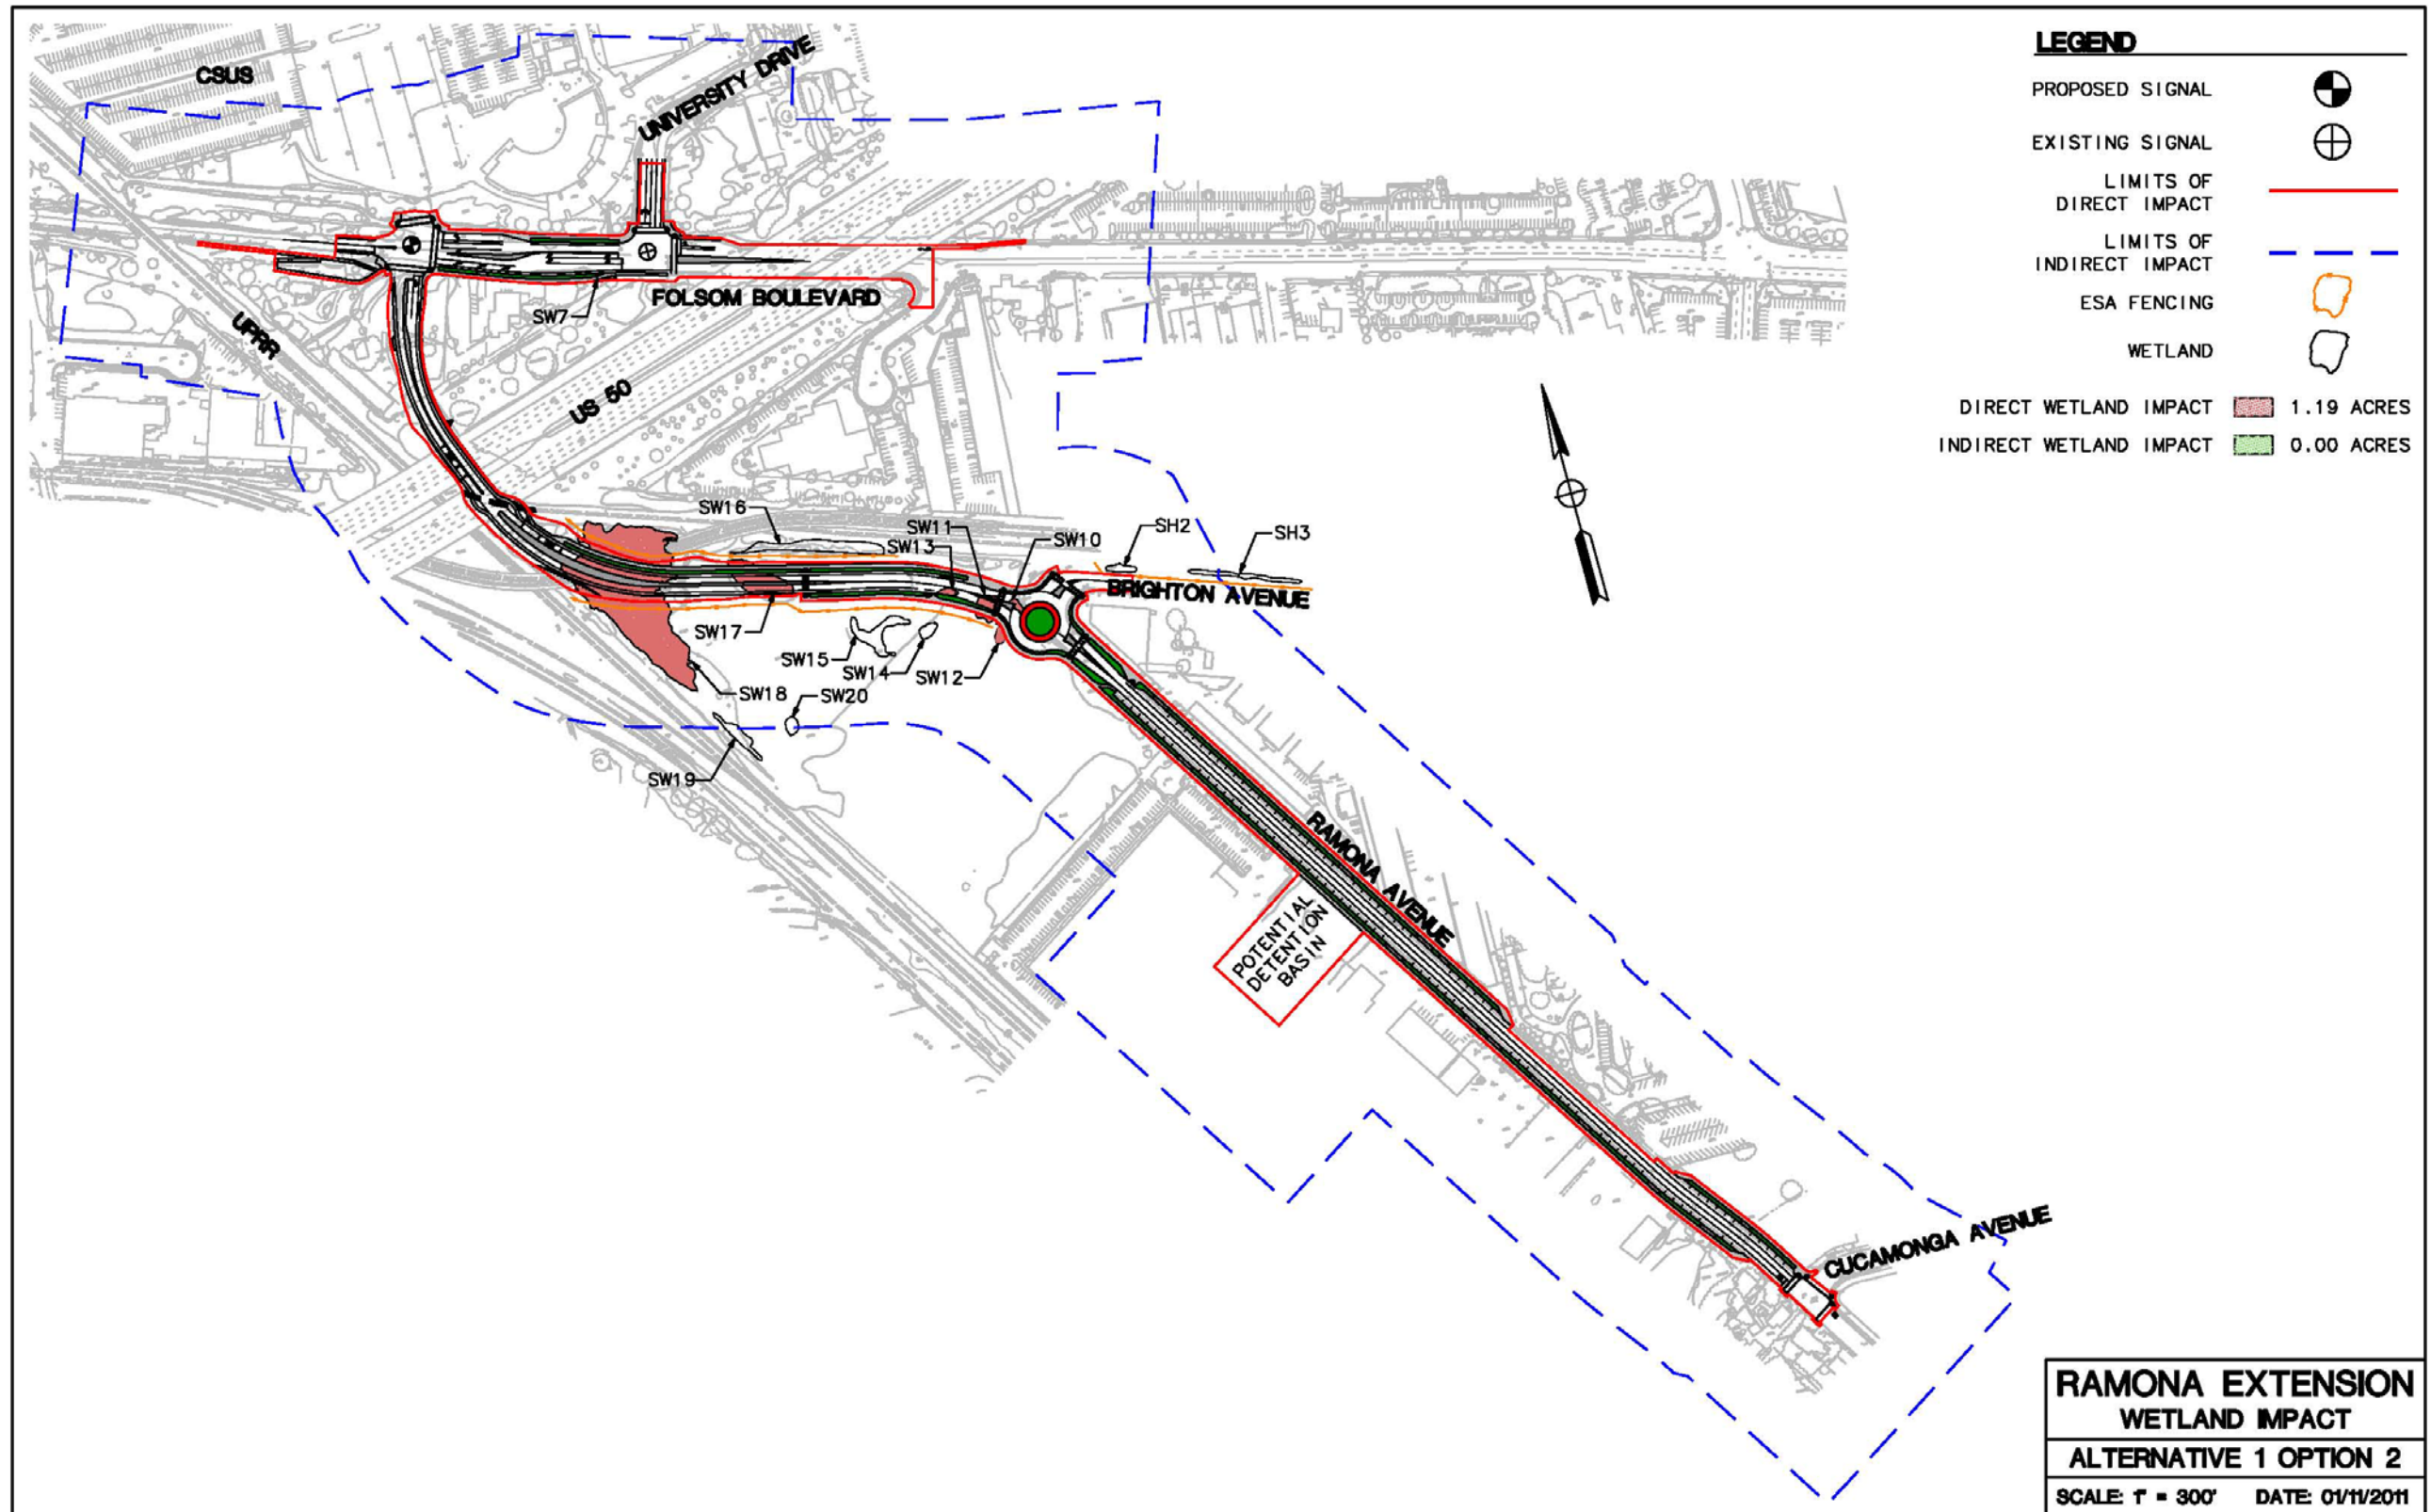 LEGEND
PROPOSED SIGNAL
EXISTING SIGNAL
LIMITS OF
DIRECT IMPACT
LIMITS OF
INDIRECT IMPACT
ESA FENCING
WETLAND
DIRECT WETLAND IMPACT 1.19 ACRES
INDIRECT WETLAND IMPACT 0.00 ACRES
CSUS
UNIVERSITY DRIVE
FOLSOM BOULEVARD
SW7
UPRR
US 50
SW16
SW11
SW13
SW10
SH2
SH3
BRIGHTON AVENUE
SW17
SW15
SW14
SW12
SW18
SW20
SW19
RAMONA AVENUE
POTENTIAL
DETENTION
BASIN
CUCAMONGA AVENUE
RAMONA EXTENSION
WETLAND IMPACT
ALTERNATIVE 1 OPTION 2
SCALE: 1" = 300' DATE: 01/11/2011